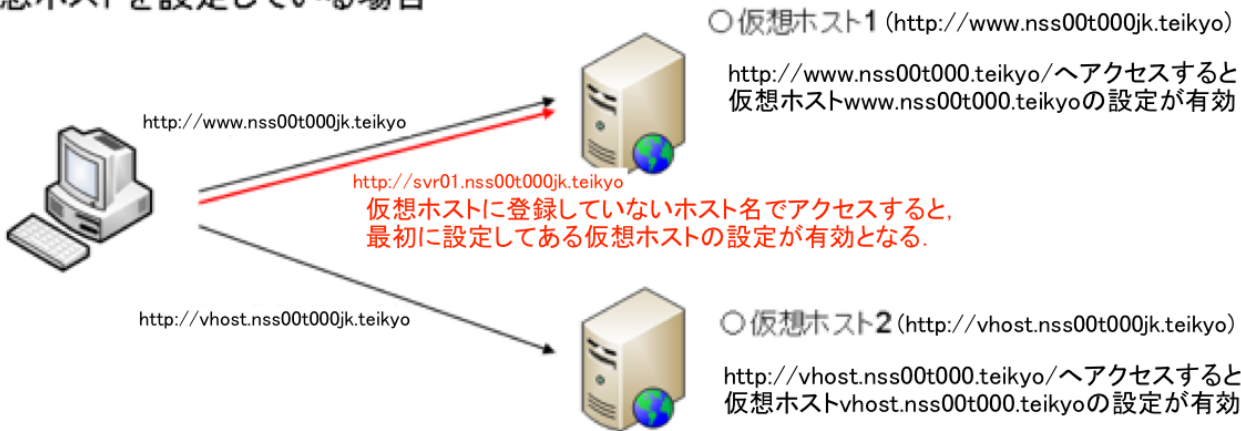 想ホストを設定している場合
○仮想ホスト1(http://www.nss00t000jk.teikyo)
http://www.nss00t000.teikyo/へアクセスすると
仮想ホストwww.nss00t000.teikyoの設定が有効
http://www.nss00t000jk.teikyo
http://svr01.nss00t000jk.teikyo
仮想ホストに登録していないホスト名でアクセスすると,
最初に設定してある仮想ホストの設定が有効となる.
http://vhost.nss00t000jk.teikyo
○仮想ホスト2(http://vhost.nss00t000jk.teikyo)
http://vhost.nss00t000.teikyo/へアクセスすると
仮想ホストvhost.nss00t000.teikyoの設定が有効